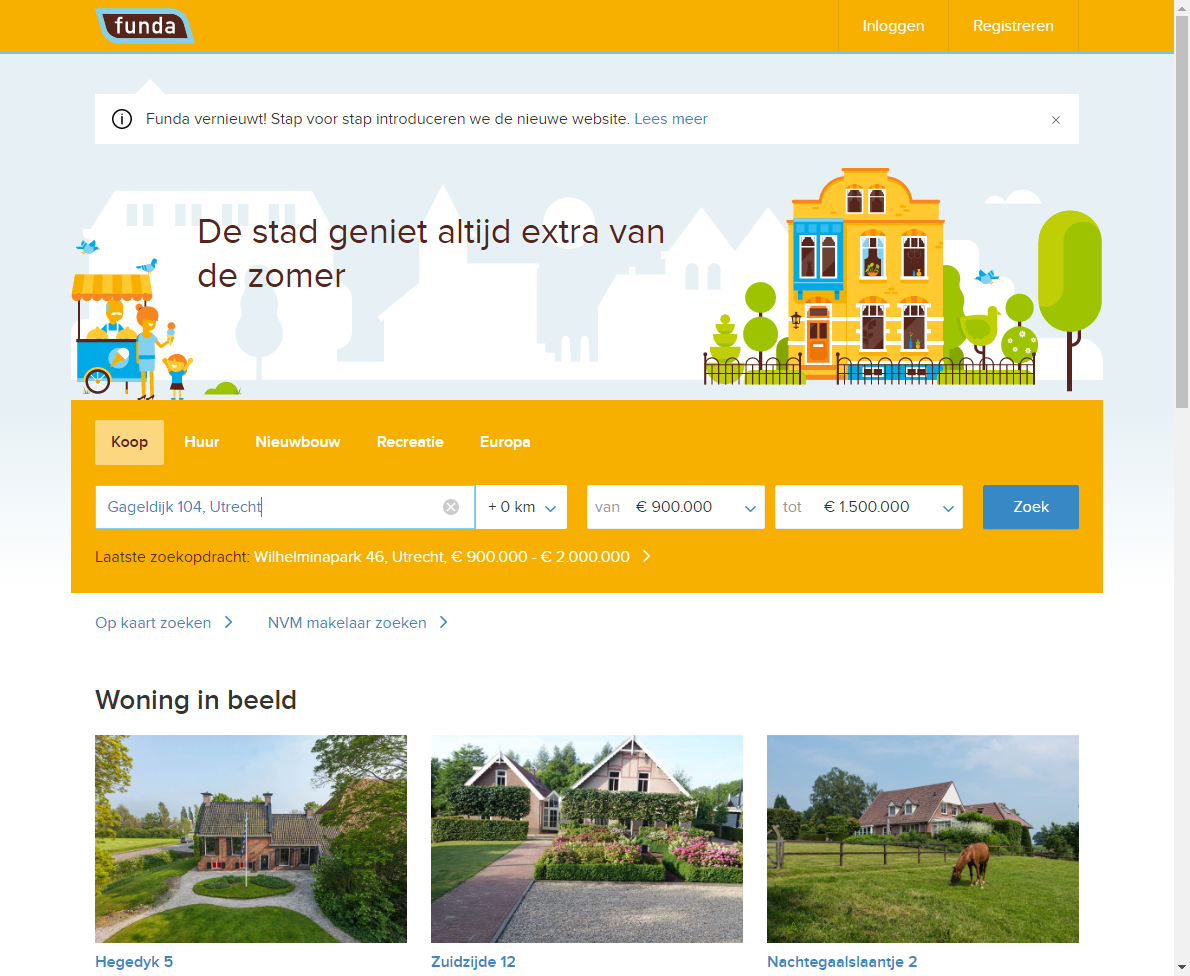 funda
Inloggen
Registreren
Funda vernieuwt! Stap voor stap introduceren we de nieuwe website. Lees meer
De stad geniet altijd extra van
de zomer
Koop
Huur
Nieuwbouw
Recreatie
Europa
Gageldijk 104, Utrecht
+ 0 km
van € 900.000
tot € 1.500.000
Zoek
Laatste zoekopdracht: Wilhelminapark 46, Utrecht, € 900.000 - € 2.000.000
Op kaart zoeken
NVM makelaar zoeken
Woning in beeld
Hegedyk 5
Zuidzijde 12
Nachtegaalslaantje 2